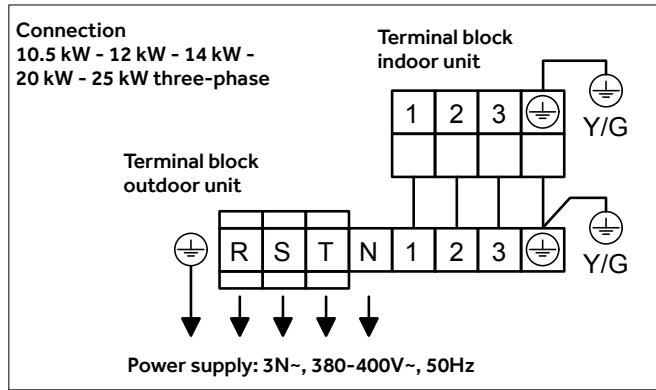 Connection
10.5 kW - 12 kW - 14 kW -
20 kW - 25 kW three-phase
Terminal block
indoor unit
1 2 3
Y/G
Terminal block
outdoor unit
R S T N 1 2 3
Y/G
Power supply: 3N~, 380-400V~, 50Hz